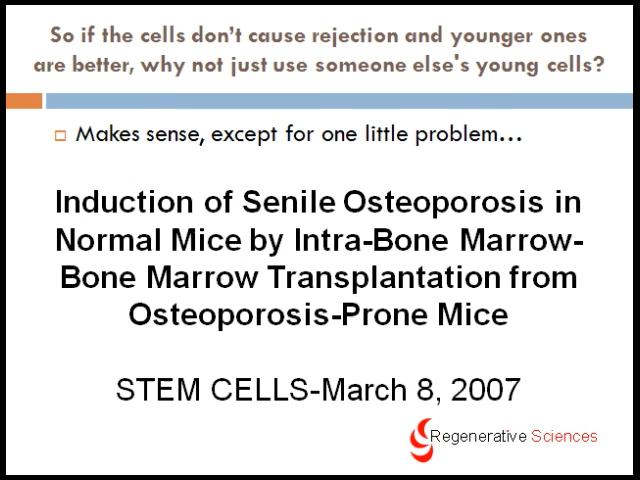 So if the cells don’t cause rejection and younger ones
are better, why not just use someone else's young cells?
Makes sense, except for one little problem…
Induction of Senile Osteoporosis in
Normal Mice by Intra-Bone Marrow-
Bone Marrow Transplantation from
Osteoporosis-Prone Mice
STEM CELLS-March 8, 2007
Regenerative Sciences